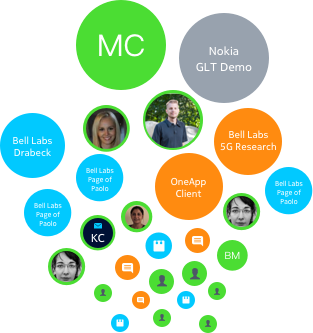 MC
Nokia
GLT Demo
Bell Labs
Drabeck
Bell Labs
5G Research
Bell Labs
Page of
Paolo
OneApp
Client
Bell Labs
Page of
Paolo
Bell Labs
Page of
Paolo
KC
BM